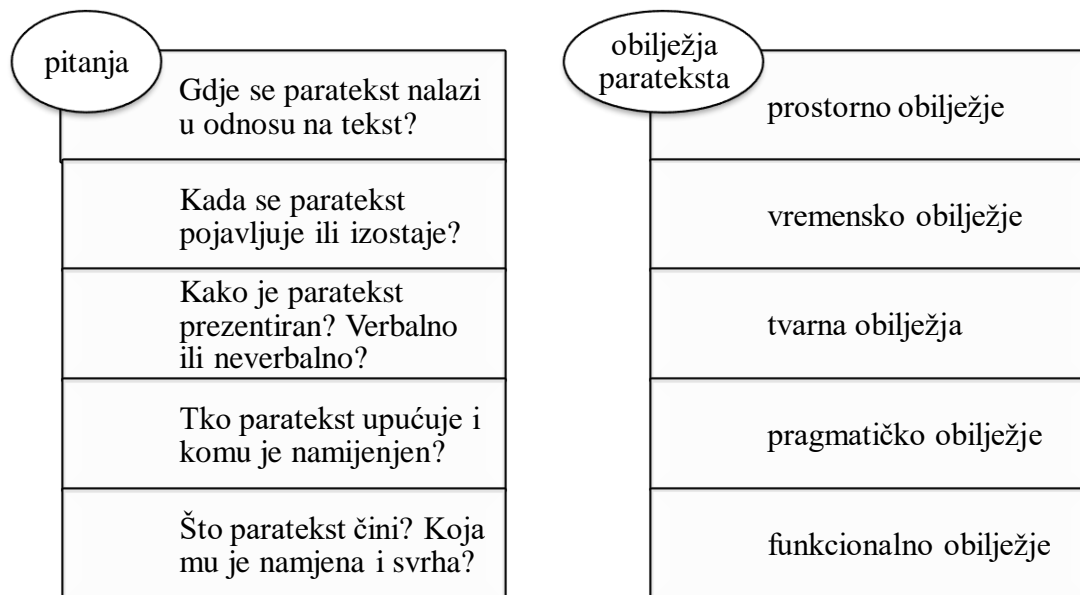 pitanja
Gdje se paratekst nalazi
u odnosu na tekst?
Kada se paratekst
pojavljuje ili izostaje?
Kako je paratekst
prezentiran? Verbalno
ili neverbalno?
Tko paratekst upućuje i
komu je namijenjen?
Što paratekst čini? Koja
mu je namjena i svrha?
obilježja
parateksta
prostorno obilježje
vremensko obilježje
tvarna obilježja
pragmatičko obilježje
funkcionalno obilježje